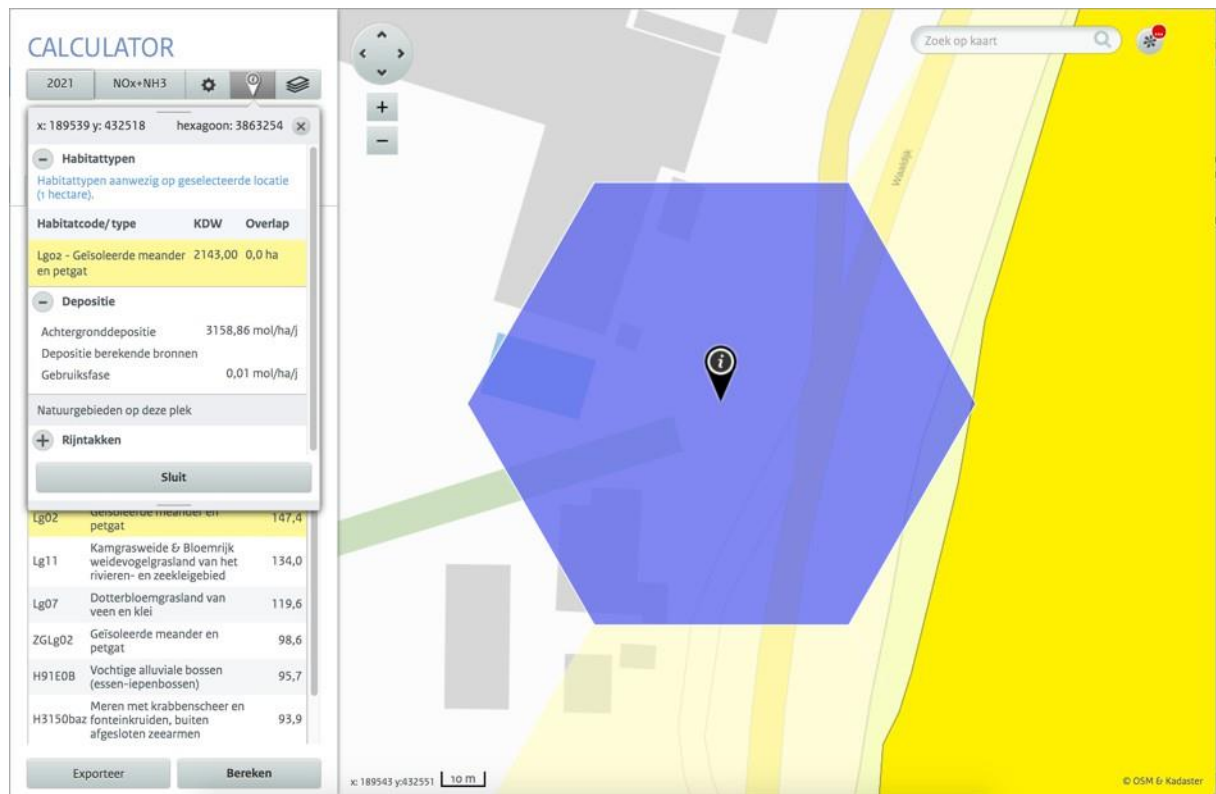 CALCULATOR
2021 NOx+NH3
x: 189539 y: 432518 hexagoon: 3863254
Habitattypen
Habitattypen aanwezig op geselecteerde locatie
(1 hectare).
Habitatcode/type KDW Overlap
Lg02 - Geïsoleerde meander 2143,00 0,0 ha
en petgat
Depositie
Achtergronddepositie 3158,86 mol/ha/j
Depositie berekende bronnen
Gebruiksfase 0,01 mol/ha/j
Natuurgebieden op deze plek
Rijntakken
Sluit
Lg02 Geïsoleerde meander en 147,4
petgat
Lg11 Kamgrasweide & Bloemrijk
weidevogelgrasland van het 134,0
rivieren- en zeekleigebied
Lg07 Dotterbloemgrasland van 119,6
veen en klei
ZGLg02 Geïsoleerde meander en 98,6
petgat
H91E0B Vochtige alluviale bossen 95,7
(essen-iepenbossen)
Meren met krabbenscheer en
H3150baz fonteinkruiden, buiten 93,9
afgesloten zeearmen
Exporteer Bereken
Zoek op kaart
Waaldijk
i
x: 189543 y:432551 10 m
© OSM & Kadaster